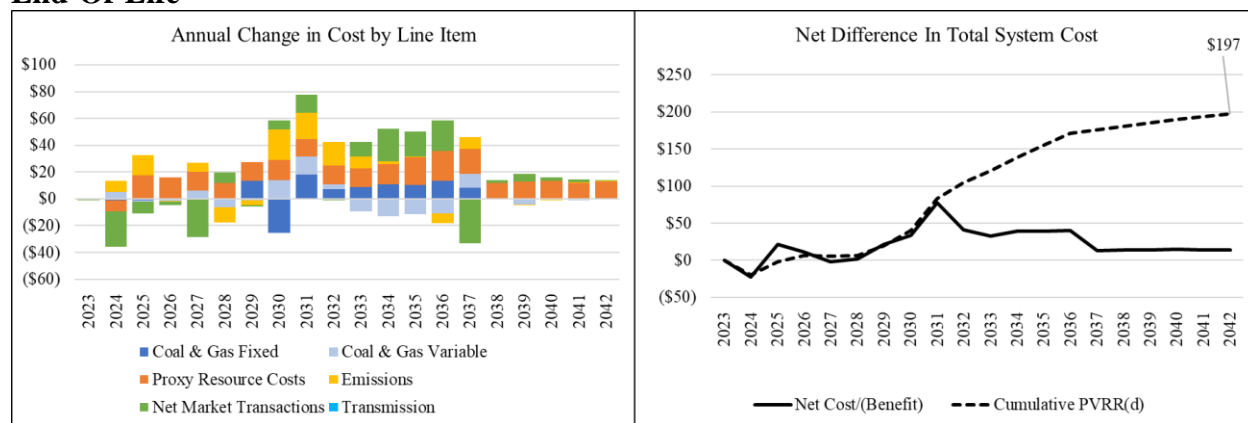 End-Of-Life
Annual Change in Cost by Line Item
$100
$80
$60
$40
$20
$0
($20)
($40)
($60)
2023 2024 2025 2026 2027 2028 2029 2030 2031 2032 2033 2034 2035 2036 2037 2038 2039 2040 2041 2042
Coal & Gas Fixed Coal & Gas Variable
Proxy Resource Costs Emissions
Net Market Transactions Transmission
Net Difference In Total System Cost
$197
$250
$200
$150
$100
$50
$0
($50)
2023 2024 2025 2026 2027 2028 2029 2030 2031 2032 2033 2034 2035 2036 2037 2038 2039 2040 2041 2042
Net Cost/(Benefit) Cumulative PVRR(d)